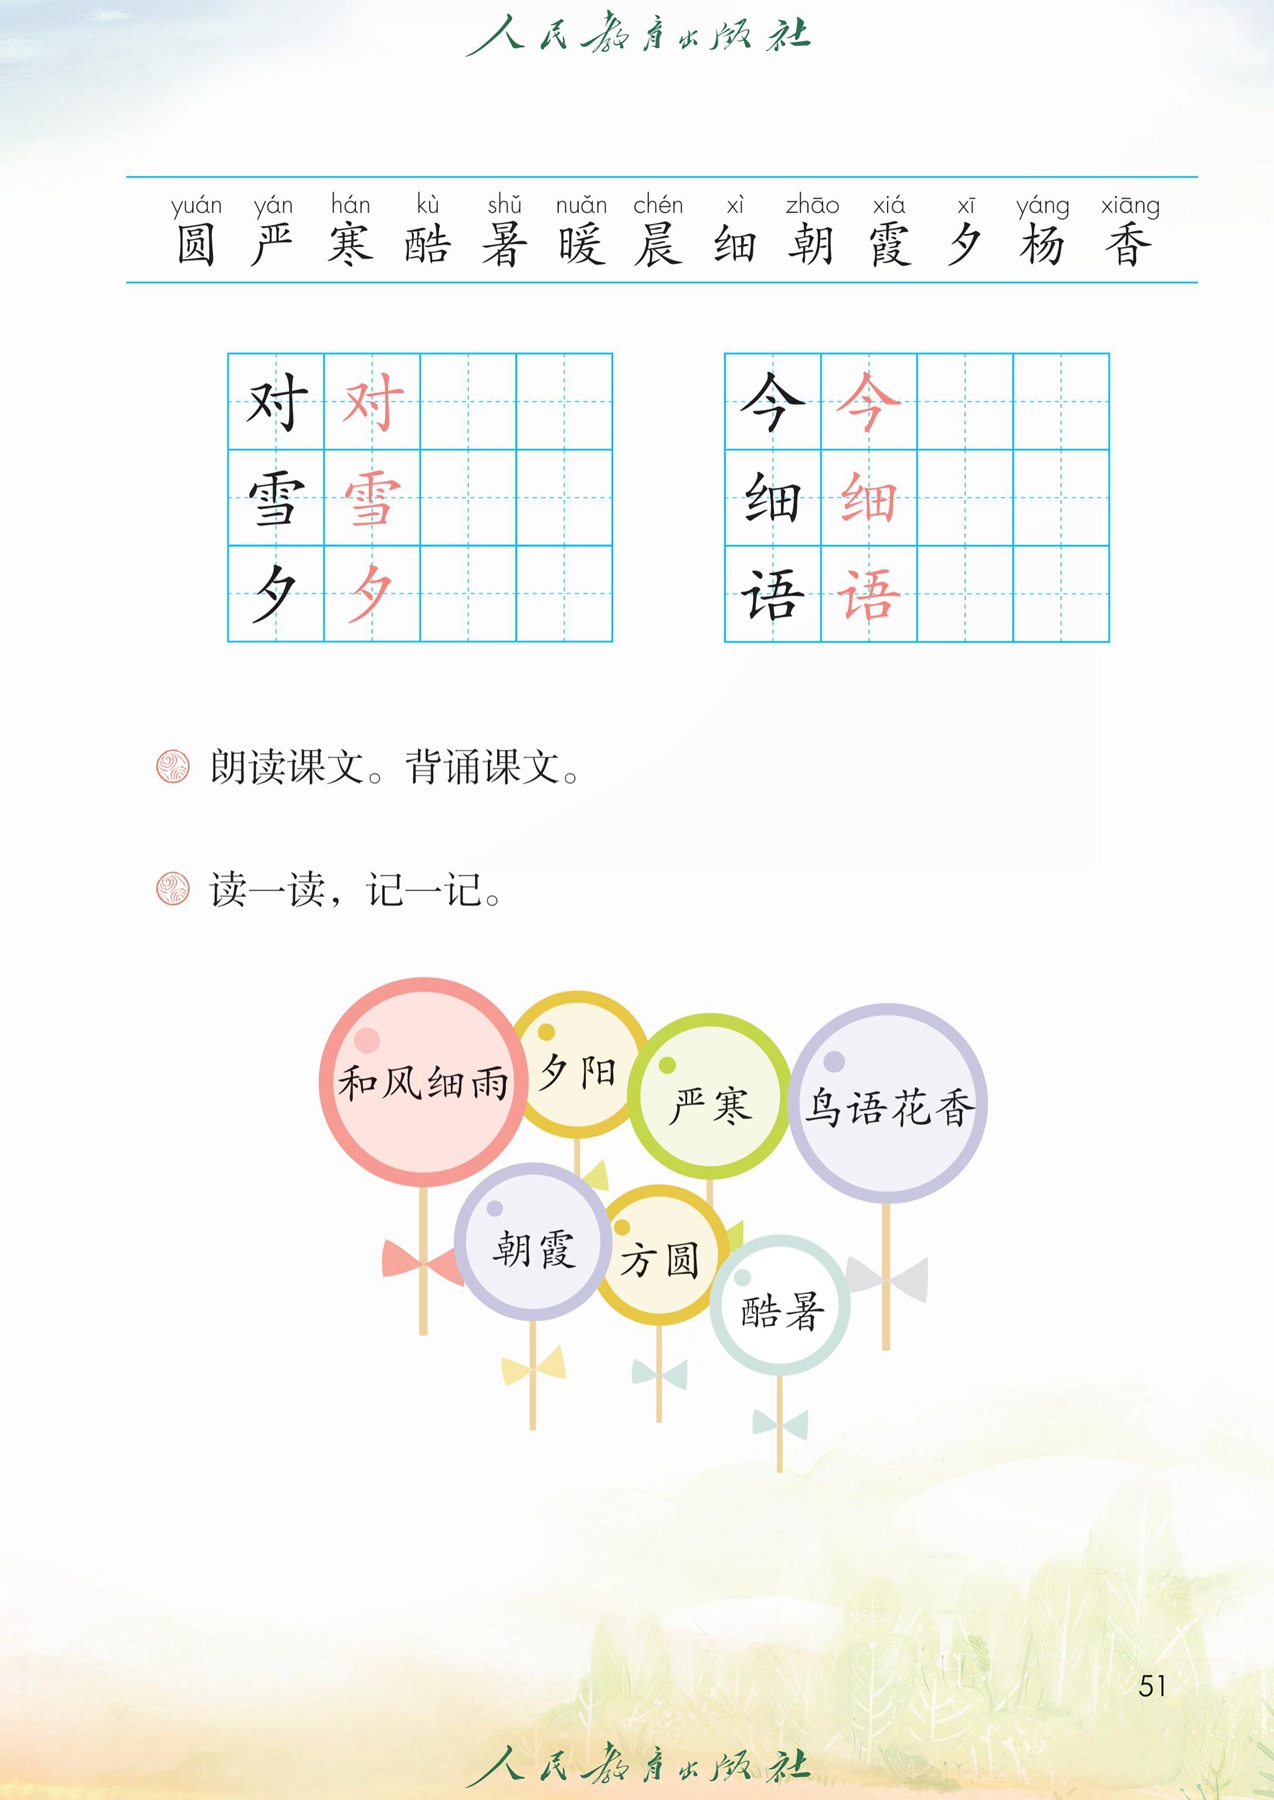 人民教育出版社
yuán yán hán kù shǔ nuǎn chén xì zhāo xiá xī yáng xiāng
圆 严 寒 酷 暑 暖 晨 细 朝 霞 夕 杨 香
对 对 今 今
雪 雪 细 细
夕 夕 语 语
朗读课文。背诵课文。
读一读，记一记。
和风细雨 夕阳 严寒 鸟语花香
朝霞 方圆 酷暑
51
人民教育出版社